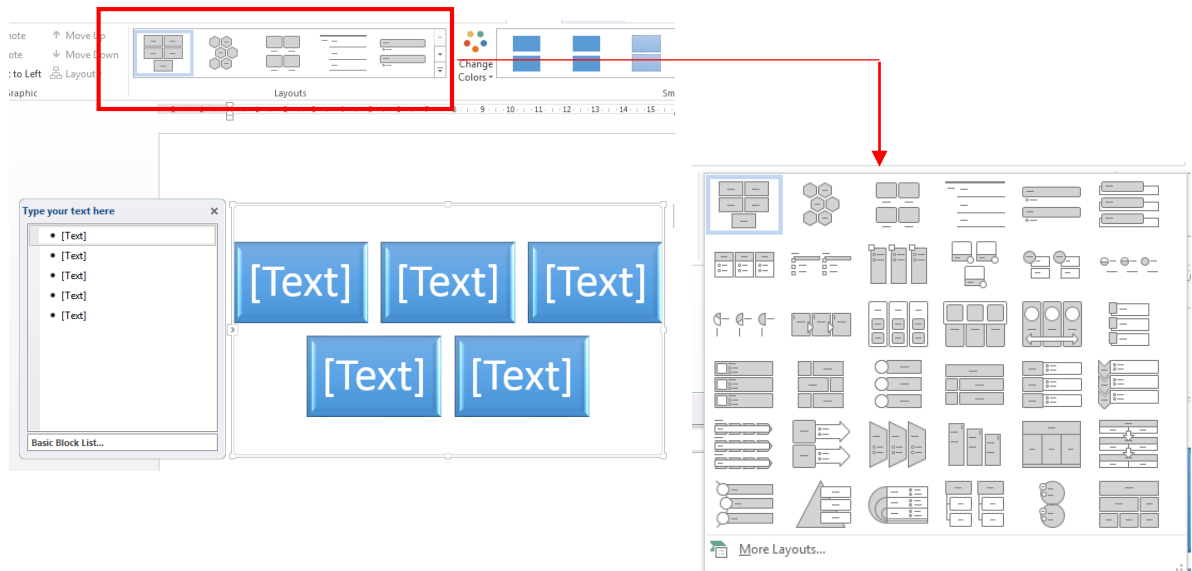 note
Move Up
ote
Move Down
t to Left
Layout
Graphic
Layouts
Change
Colors
Sm
8 · 9 · 10 · 11 · 12 · 13 · 14 · 15
Type your text here
[Text]
[Text]
[Text]
[Text]
[Text]
Basic Block List...
[Text] [Text] [Text]
[Text] [Text]
More Layouts...